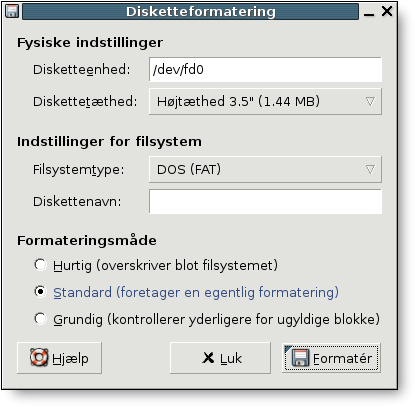 Disketteformatering
Fysiske indstillinger
Disketteenhed: /dev/fd0
Diskettetæthed: Højtæthed 3.5" (1.44 MB)
Indstillinger for filsystem
Filsystemtype: DOS (FAT)
Diskettenavn:
Formateringsmåde
Hurtig (overskriver blot filsystemet)
Standard (foretager en egentlig formatering)
Grundig (kontrollerer yderligere for ugyldige blokke)
Hjælp Luk Formatér